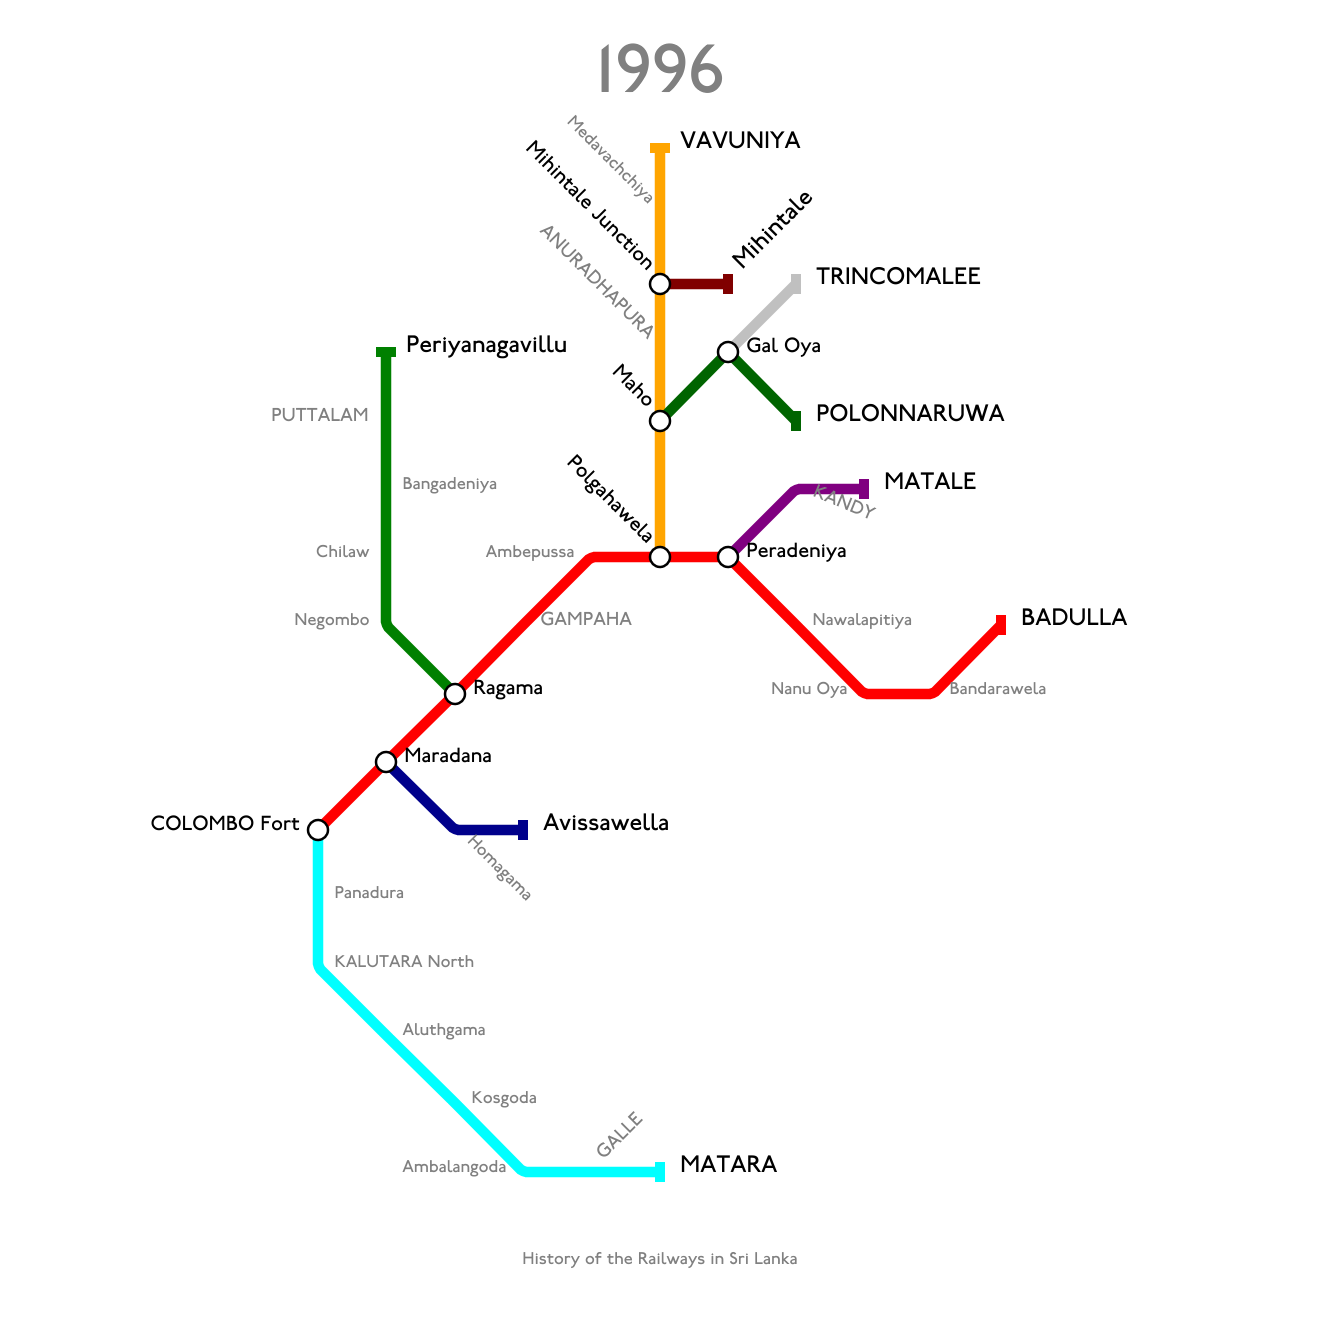 1996
Medavachchiya
VAVUNIYA
Mihintale Junction
Mihintale
ANURADHAPURA
TRINCOMALEE
Periyanagavillu
Gal Oya
Maho
PUTTALAM
POLONNARUWA
Polgahawela
Bangadeniya
MATALE
KANDY
Chilaw
Ambepussa
Peradeniya
Negombo
GAMPAHA
Nawalapitiya
BADULLA
Ragama
Nanu Oya
Bandarawela
Maradana
COLOMBO Fort
Avissawella
Homagama
Panadura
KALUTARA North
Aluthgama
Kosgoda
GALLE
Ambalangoda
MATARA
History of the Railways in Sri Lanka